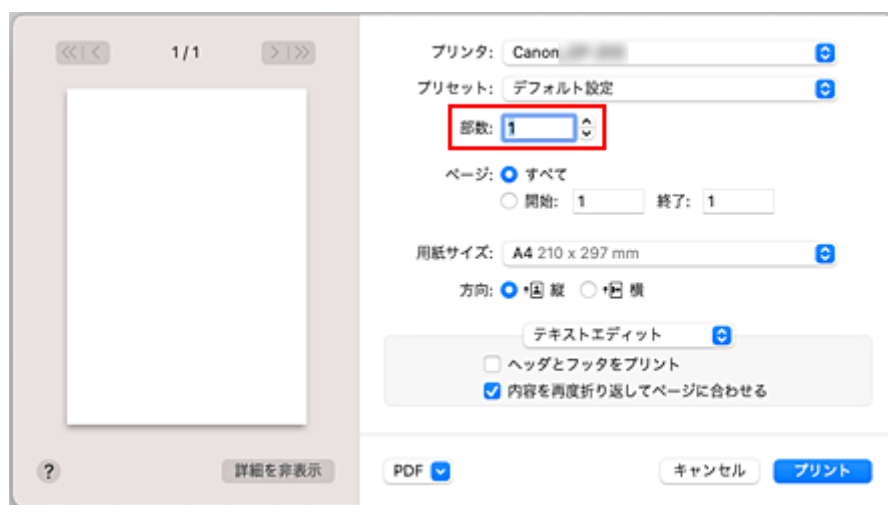 1 / 1
プリンタ: Canon
プリセット: デフォルト設定
部数: 1
ページ: すべて
開始: 1 終了: 1
用紙サイズ: A4 210 x 297 mm
方向: 縦 横
テキストエディット
ヘッダとフッタをプリント
内容を再度折り返してページに合わせる
? 詳細を非表示 PDF キャンセル プリント